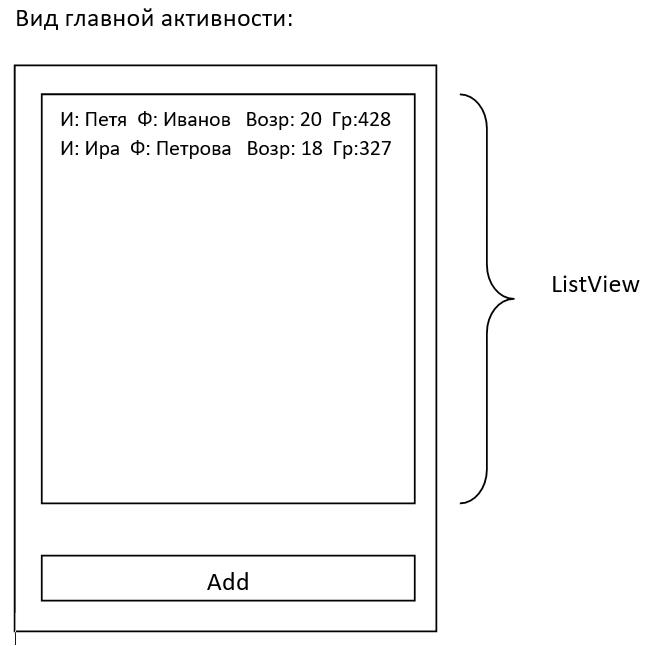 Вид главной активности:
И: Петя Ф: Иванов Возр: 20 Гр:428
И: Ира Ф: Петрова Возр: 18 Гр:327
ListView
Add